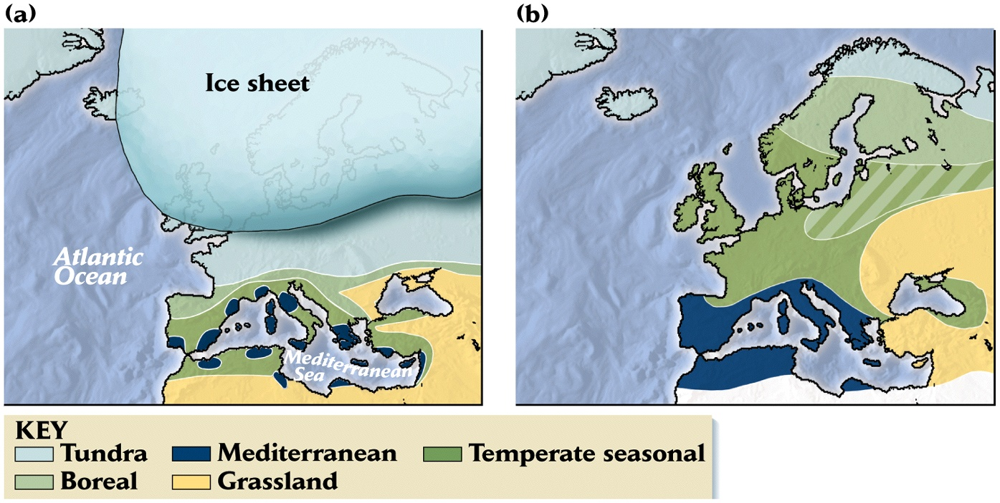 (a)
(b)
Ice sheet
Atlantic
Ocean
Mediterranean
Sea
KEY
Tundra
Mediterranean
Temperate seasonal
Boreal
Grassland